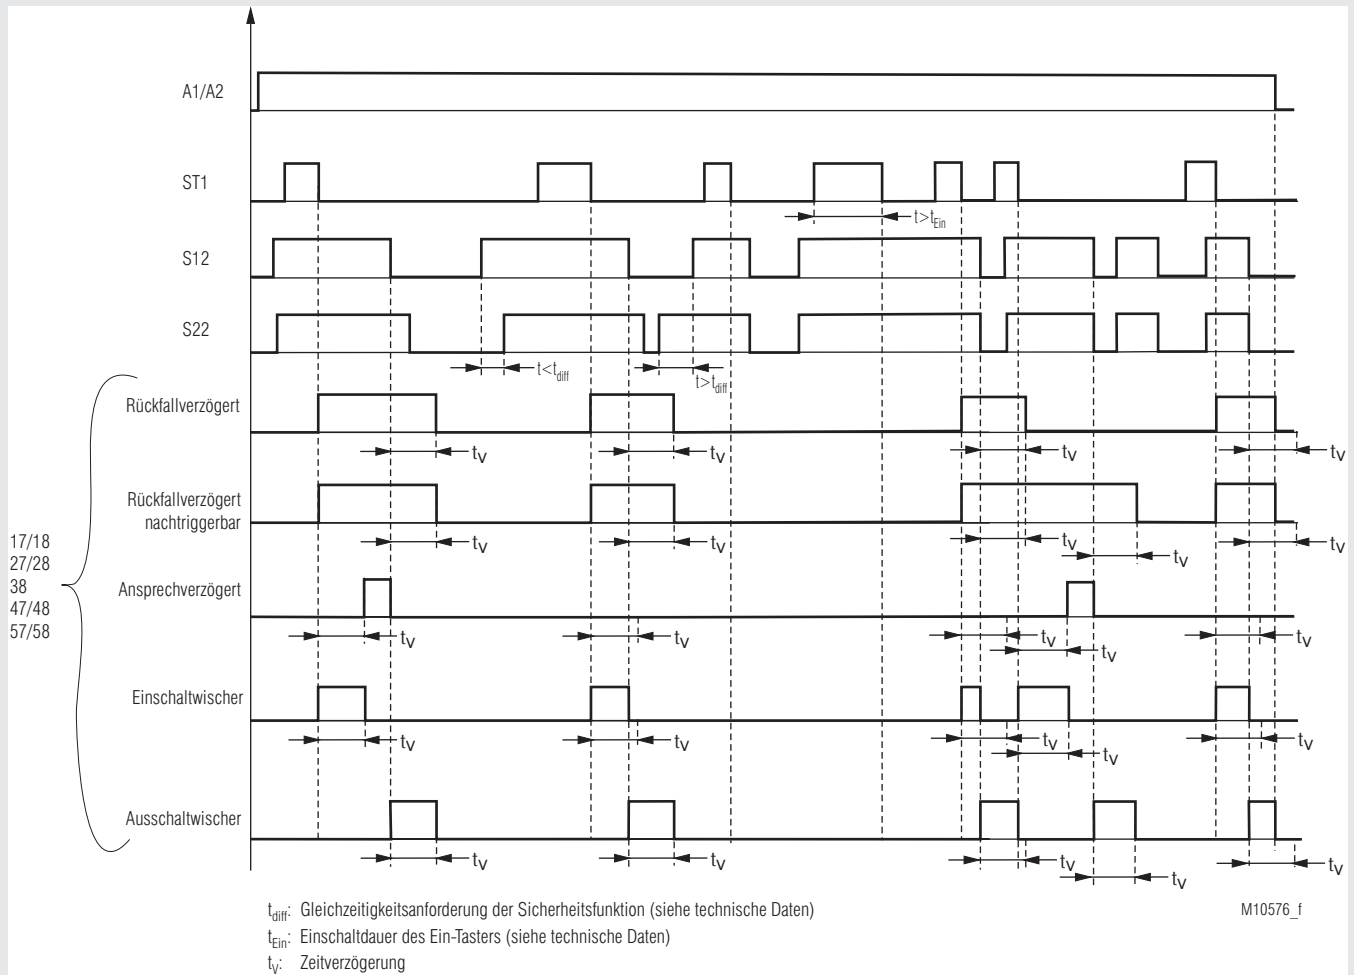 A1/A2
ST1
t>tEin
S12
S22
t<tdiff
t>tdiff
Rückfallverzögert
tV tV tV tV
Rückfallverzögert
nachtriggerbar
tV tV tV tV tV
17/18
27/28
38
47/48
57/58
Ansprechverzögert
tV tV tV tV tV
Einschaltwischer
tV tV tV tV tV
Ausschaltwischer
tV tV tV tV tV
tdiff: Gleichzeitigkeitsanforderung der Sicherheitsfunktion (siehe technische Daten)
M10576_f
tEin: Einschaltdauer des Ein-Tasters (siehe technische Daten)
tV: Zeitverzögerung